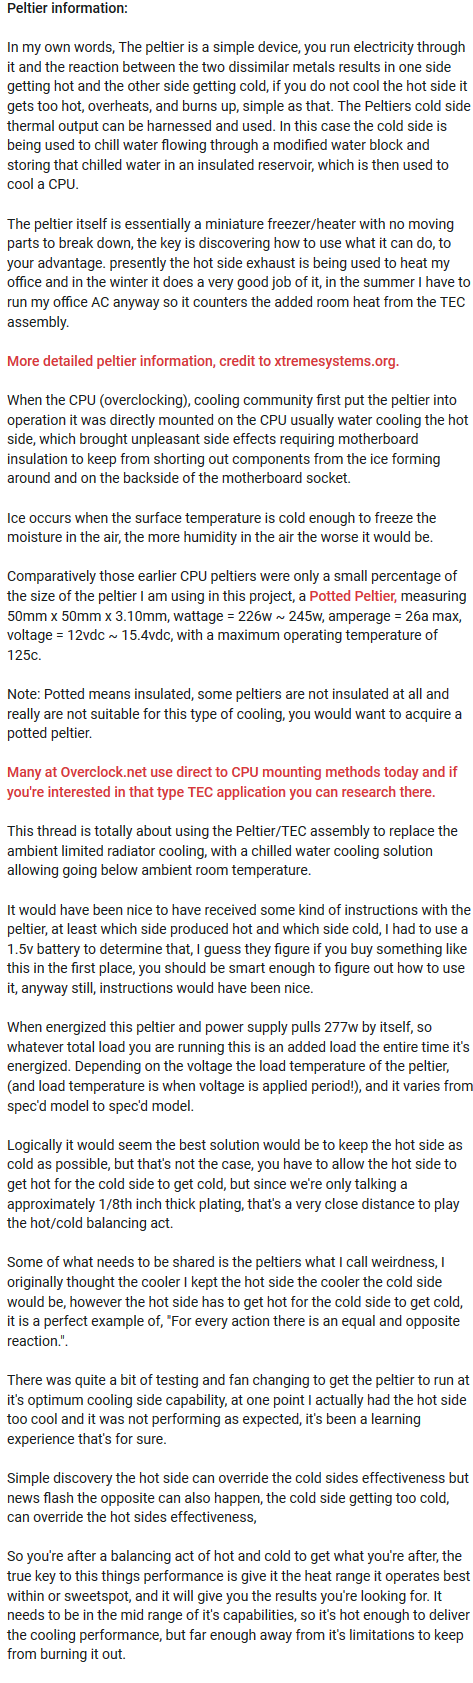 Peltier information:
In my own words, The peltier is a simple device, you run electricity through
it and the reaction between the two dissimilar metals results in one side
getting hot and the other side getting cold, if you do not cool the hot side it
gets too hot, overheats, and burns up, simple as that. The Peltiers cold side
thermal output can be harnessed and used. In this case the cold side is
being used to chill water flowing through a modified water block and
storing that chilled water in an insulated reservoir, which is then used to
cool a CPU.
The peltier itself is essentially a miniature freezer/heater with no moving
parts to break down, the key is discovering how to use what it can do, to
your advantage. presently the hot side exhaust is being used to heat my
office and in the winter it does a very good job of it, in the summer I have to
run my office AC anyway so it counters the added room heat from the TEC
assembly.
More detailed peltier information, credit to xtremesystems.org.
When the CPU (overclocking), cooling community first put the peltier into
operation it was directly mounted on the CPU usually water cooling the hot
side, which brought unpleasant side effects requiring motherboard
insulation to keep from shorting out components from the ice forming
around and on the backside of the motherboard socket.
Ice occurs when the surface temperature is cold enough to freeze the
moisture in the air, the more humidity in the air the worse it would be.
Comparatively those earlier CPU peltiers were only a small percentage of
the size of the peltier I am using in this project, a Potted Peltier, measuring
50mm x 50mm x 3.10mm, wattage = 226w ~ 245w, amperage = 26a max,
voltage = 12vdc ~ 15.4vdc, with a maximum operating temperature of
125c.
Note: Potted means insulated, some peltiers are not insulated at all and
really are not suitable for this type of cooling, you would want to acquire a
potted peltier.
Many at Overclock.net use direct to CPU mounting methods today and if
you're interested in that type TEC application you can research there.
This thread is totally about using the Peltier/TEC assembly to replace the
ambient limited radiator cooling, with a chilled water cooling solution
allowing going below ambient room temperature.
It would have been nice to have received some kind of instructions with the
peltier, at least which side produced hot and which side cold, I had to use a
1.5v battery to determine that, I guess they figure if you buy something like
this in the first place, you should be smart enough to figure out how to use
it, anyway still, instructions would have been nice.
When energized this peltier and power supply pulls 277w by itself, so
whatever total load you are running this is an added load the entire time it's
energized. Depending on the voltage the load temperature of the peltier,
(and load temperature is when voltage is applied period!), and it varies from
spec'd model to spec'd model.
Logically it would seem the best solution would be to keep the hot side as
cold as possible, but that's not the case, you have to allow the hot side to
get hot for the cold side to get cold, but since we're only talking a
approximately 1/8th inch thick plating, that's a very close distance to play
the hot/cold balancing act.
Some of what needs to be shared is the peltiers what I call weirdness, I
originally thought the cooler I kept the hot side the cooler the cold side
would be, however the hot side has to get hot for the cold side to get cold,
it is a perfect example of, "For every action there is an equal and opposite
reaction.".
There was quite a bit of testing and fan changing to get the peltier to run at
it's optimum cooling side capability, at one point I actually had the hot side
too cool and it was not performing as expected, it's been a learning
experience that's for sure.
Simple discovery the hot side can override the cold sides effectiveness but
news flash the opposite can also happen, the cold side getting too cold,
can override the hot sides effectiveness,
So you're after a balancing act of hot and cold to get what you're after, the
true key to this things performance is give it the heat range it operates best
within or sweetspot, and it will give you the results you're looking for. It
needs to be in the mid range of it's capabilities, so it's hot enough to deliver
the cooling performance, but far enough away from it's limitations to keep
from burning it out.